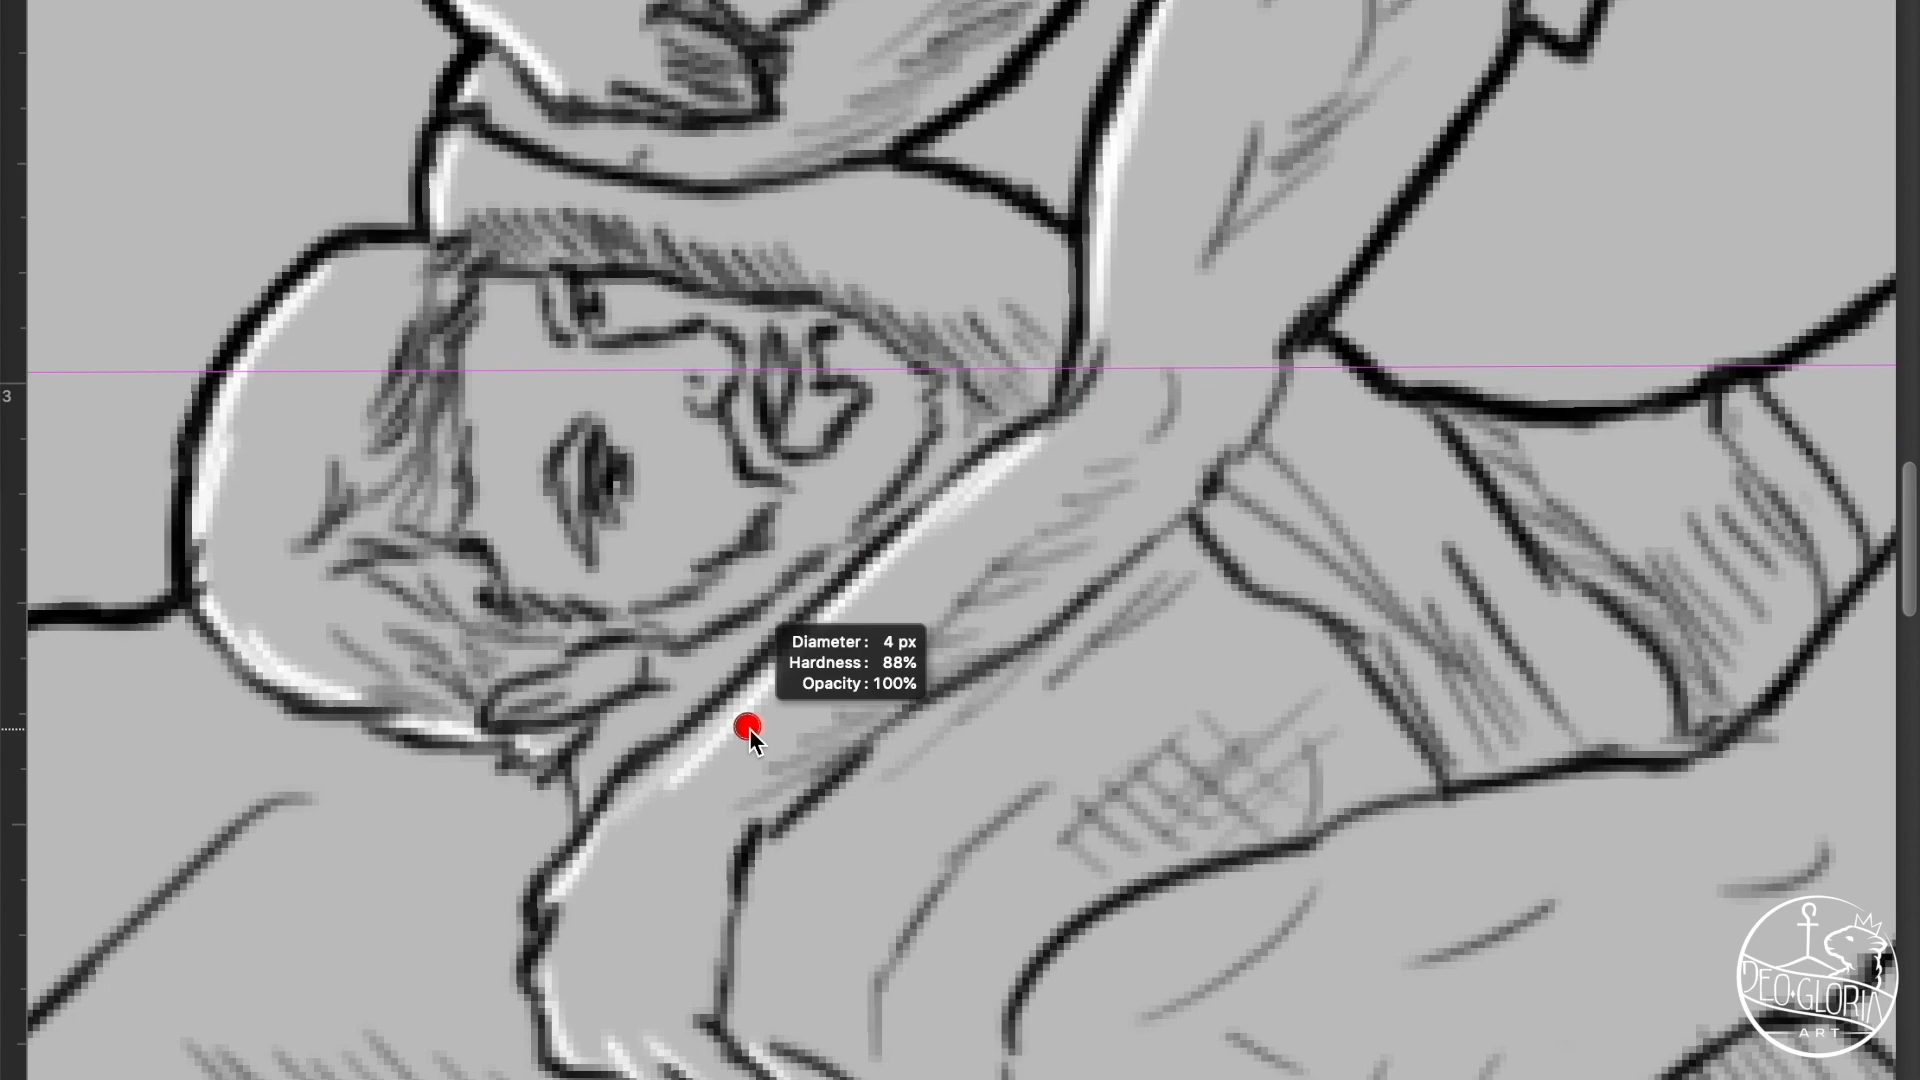 3
Diameter: 4 px
Hardness: 88%
Opacity: 100%
DEO GLORIA
ART